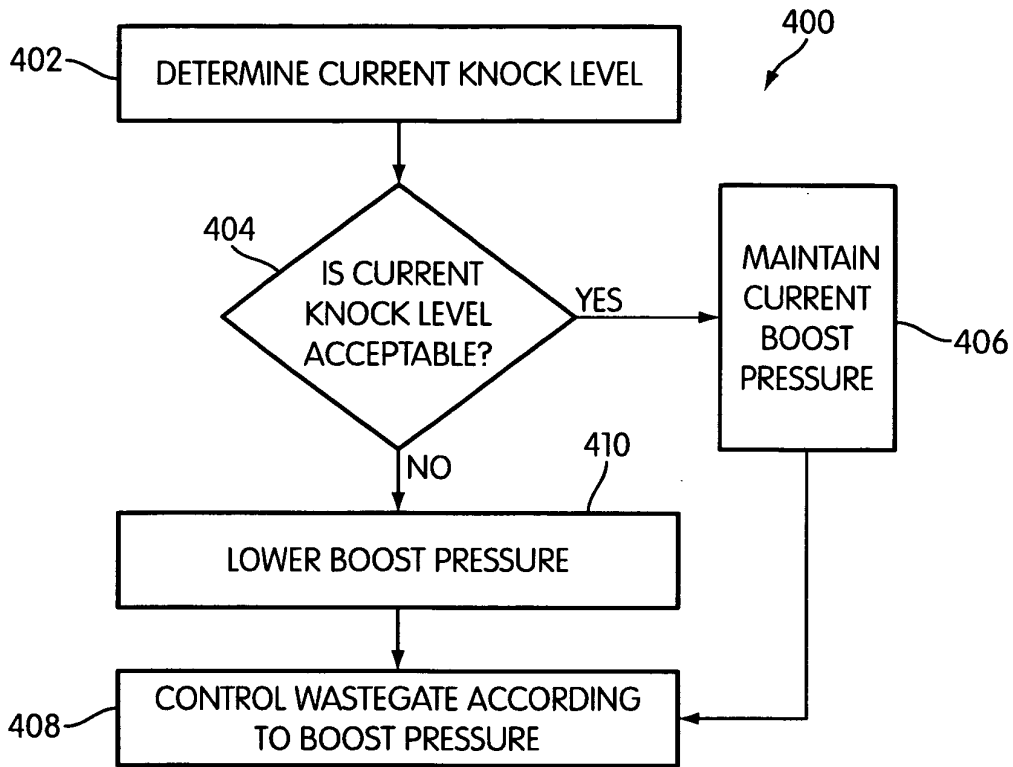 400
402
DETERMINE CURRENT KNOCK LEVEL
404
IS CURRENT
KNOCK LEVEL
ACCEPTABLE?
YES
MAINTAIN
CURRENT
BOOST
PRESSURE
406
NO
410
LOWER BOOST PRESSURE
408
CONTROL WASTEGATE ACCORDING
TO BOOST PRESSURE